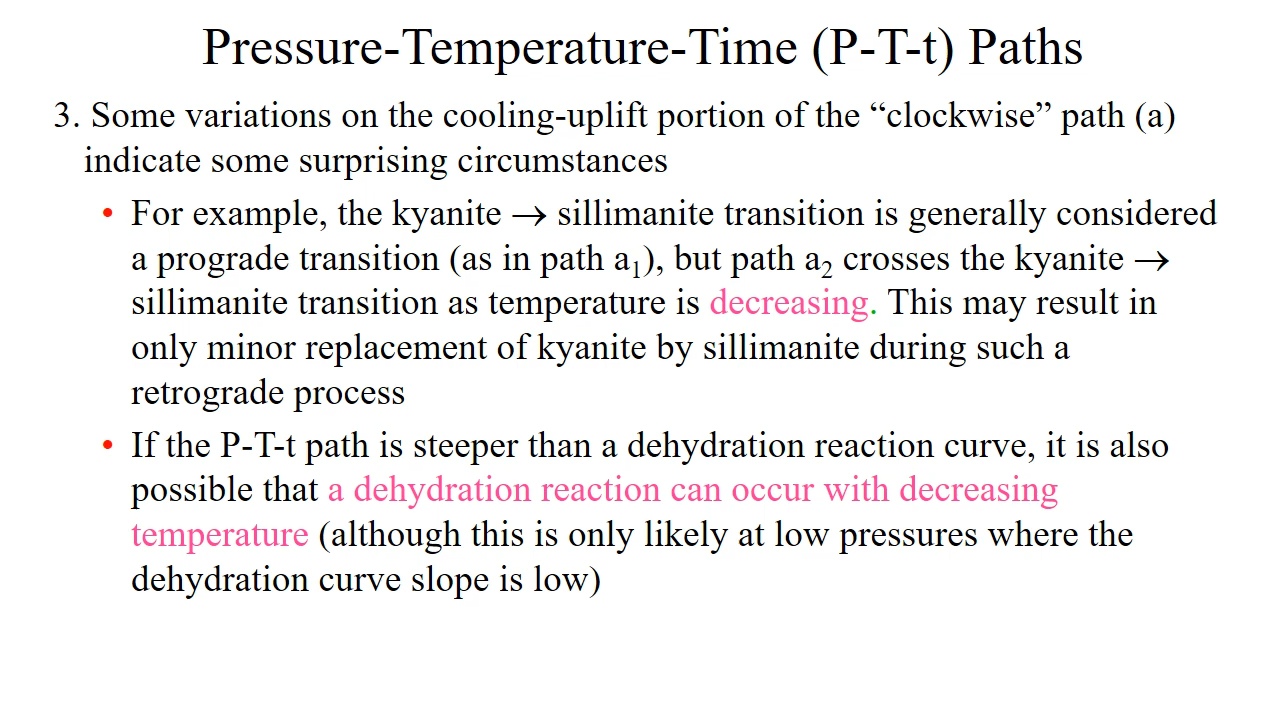 Pressure-Temperature-Time (P-T-t) Paths
3. Some variations on the cooling-uplift portion of the “clockwise” path (a)
indicate some surprising circumstances
• For example, the kyanite → sillimanite transition is generally considered
a prograde transition (as in path a₁), but path a₂ crosses the kyanite →
sillimanite transition as temperature is decreasing. This may result in
only minor replacement of kyanite by sillimanite during such a
retrograde process
• If the P-T-t path is steeper than a dehydration reaction curve, it is also
possible that a dehydration reaction can occur with decreasing
temperature (although this is only likely at low pressures where the
dehydration curve slope is low)